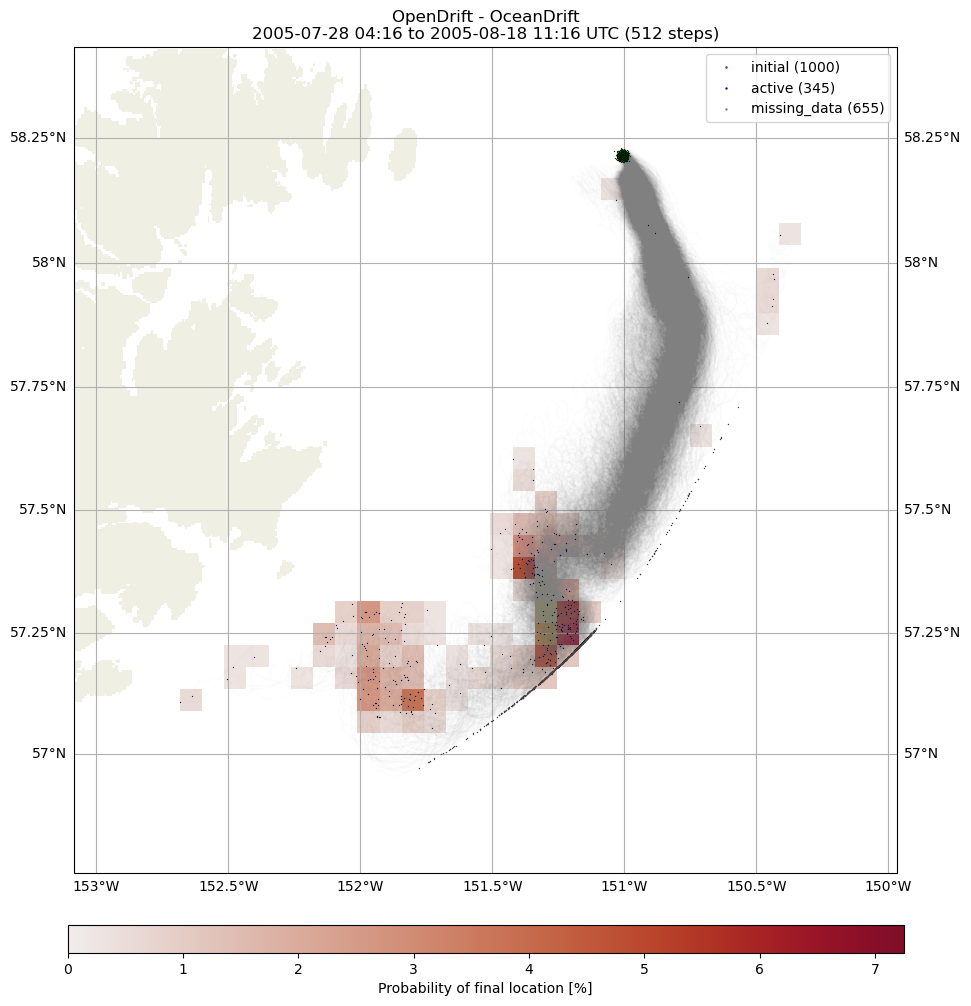 OpenDrift - OceanDrift
2005-07-28 04:16 to 2005-08-18 11:16 UTC (512 steps)
initial (1000)
active (345)
missing_data (655)
58.25°N 58.25°N
58°N 58°N
57.75°N 57.75°N
57.5°N 57.5°N
57.25°N 57.25°N
57°N 57°N
153°W 152.5°W 152°W 151.5°W 151°W 150.5°W 150°W
0 1 2 3 4 5 6 7
Probability of final location [%]